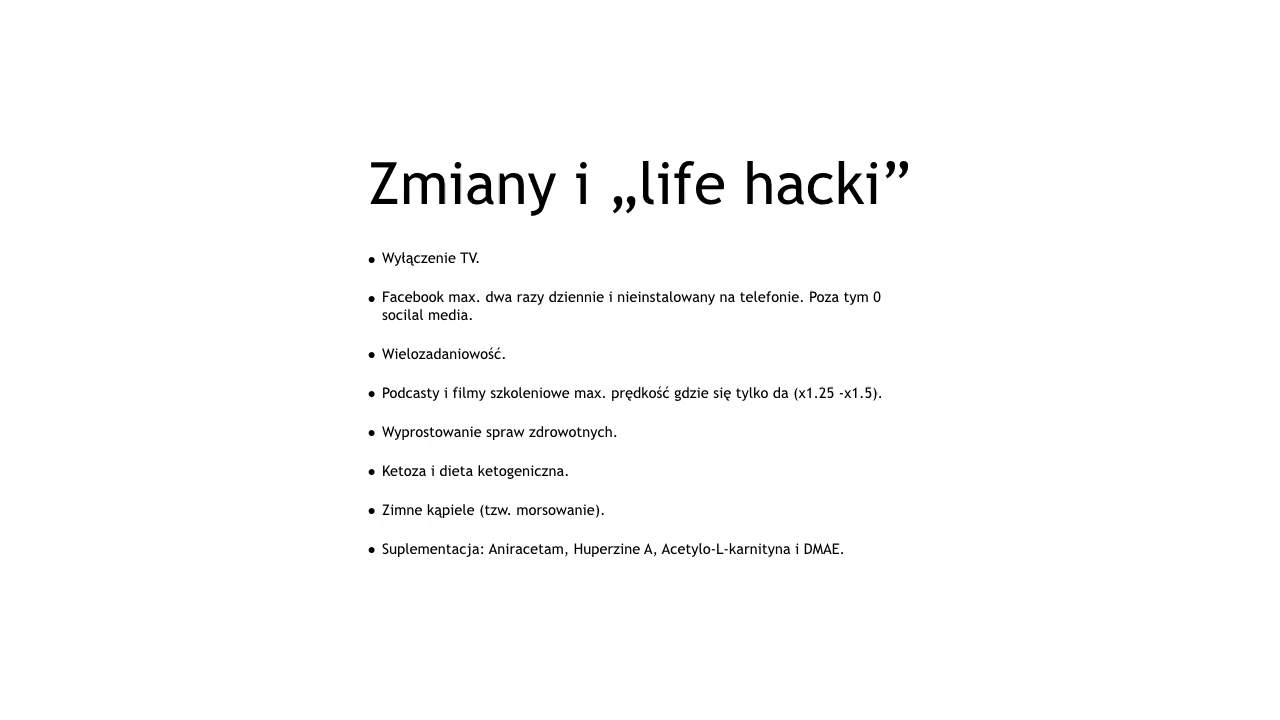 Zmiany i „life hacki”
• Wyłączenie TV.
• Facebook max. dwa razy dziennie i nieinstalowany na telefonie. Poza tym 0
socilal media.
• Wielozadaniowość.
• Podcasty i filmy szkoleniowe max. prędkość gdzie się tylko da (x1.25 -x1.5).
• Wyprostowanie spraw zdrowotnych.
• Ketoza i dieta ketogeniczna.
• Zimne kąpiele (tzw. morsowanie).
• Suplementacja: Aniracetam, Huperzine A, Acetylo-L-karnityna i DMAE.